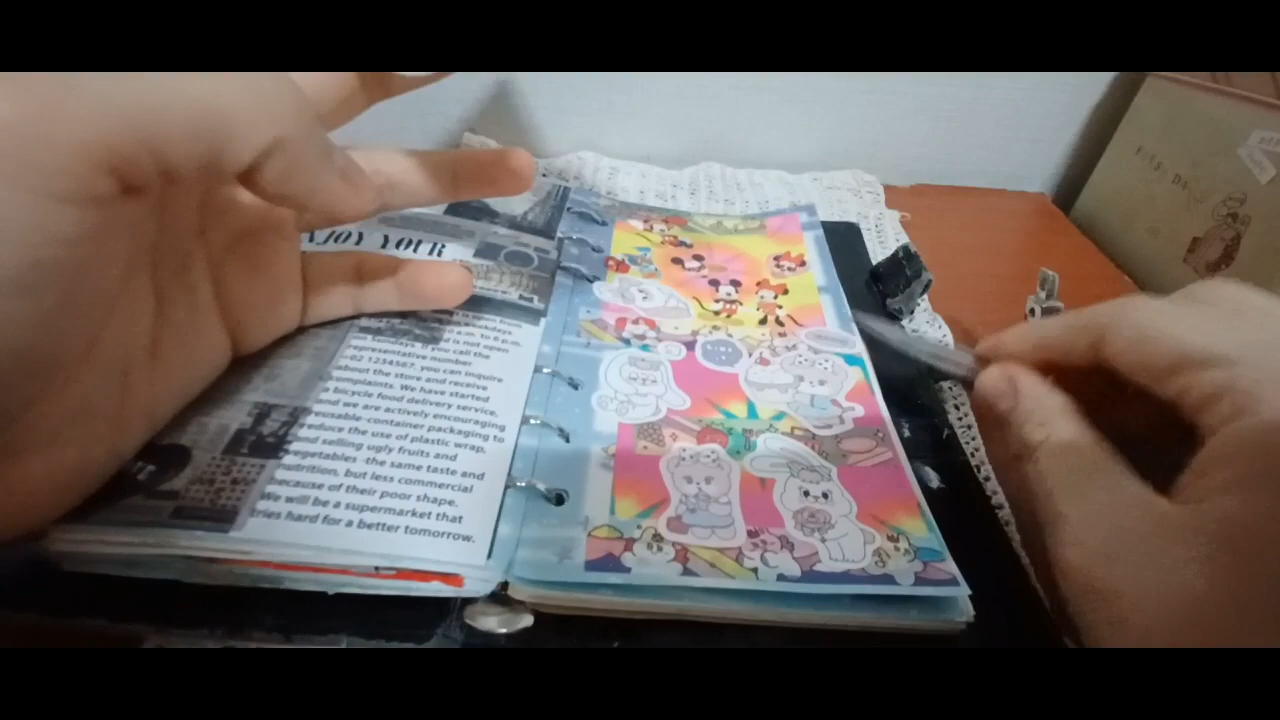 ENJOY YOUR
is open from
weekdays.
a.m. to 6 p.m.
and is not open
on Sundays. If you call the
representative number
-02 1234567, you can inquire
about the store and receive
complaints. We have started
a bicycle food delivery service,
and we are actively encouraging
reusable-container packaging to
reduce the use of plastic wrap,
and selling ugly fruits and
vegetables -the same taste and
nutrition, but less commercial
because of their poor shape.
We will be a supermarket that
tries hard for a better tomorrow.